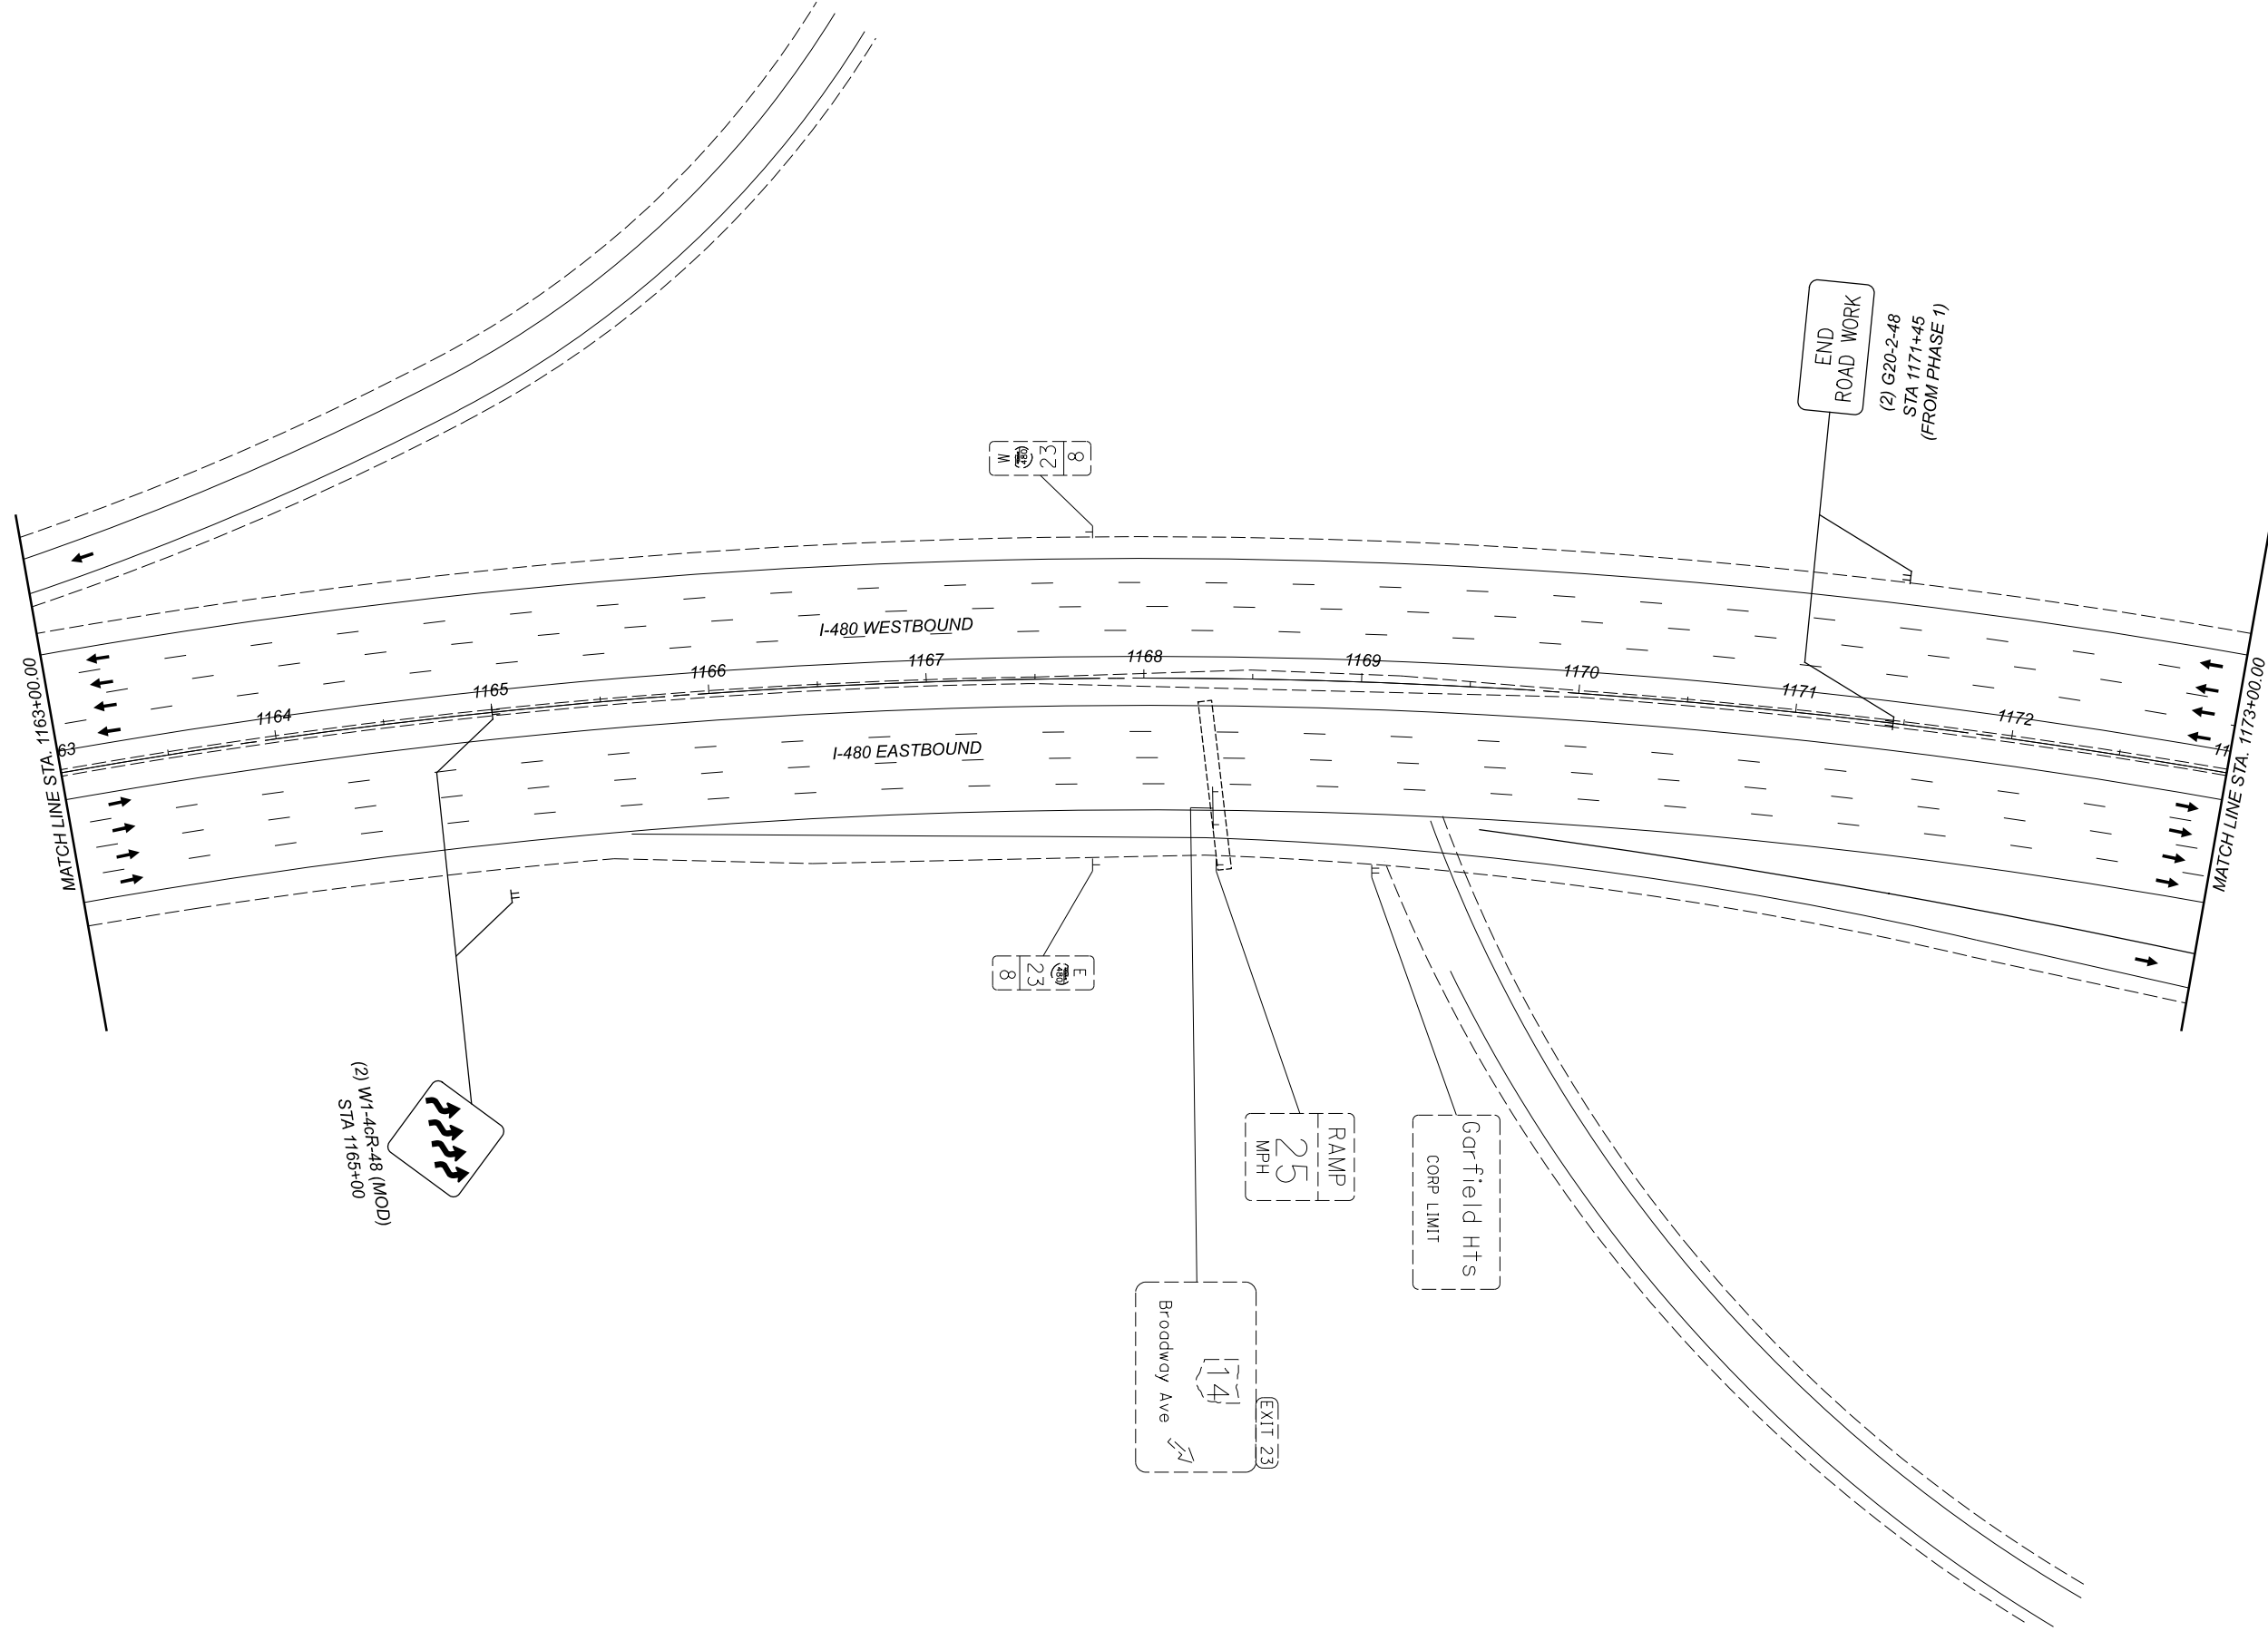 END
ROAD WORK
(2) G20-2-48
STA 1171+45
(FROM PHASE 1)
W
480
23
8
I-480 WESTBOUND
63
1164
1165
1166
1167
1168
1169
1170
1171
1172
11
I-480 EASTBOUND
MATCH LINE STA. 1163+00.00
MATCH LINE STA. 1173+00.00
E
480
23
8
(2) W1-4cR-48 (MOD)
STA 1165+00
RAMP
25
MPH
Garfield Hts
CORP LIMIT
EXIT 23
14
Broadway Ave